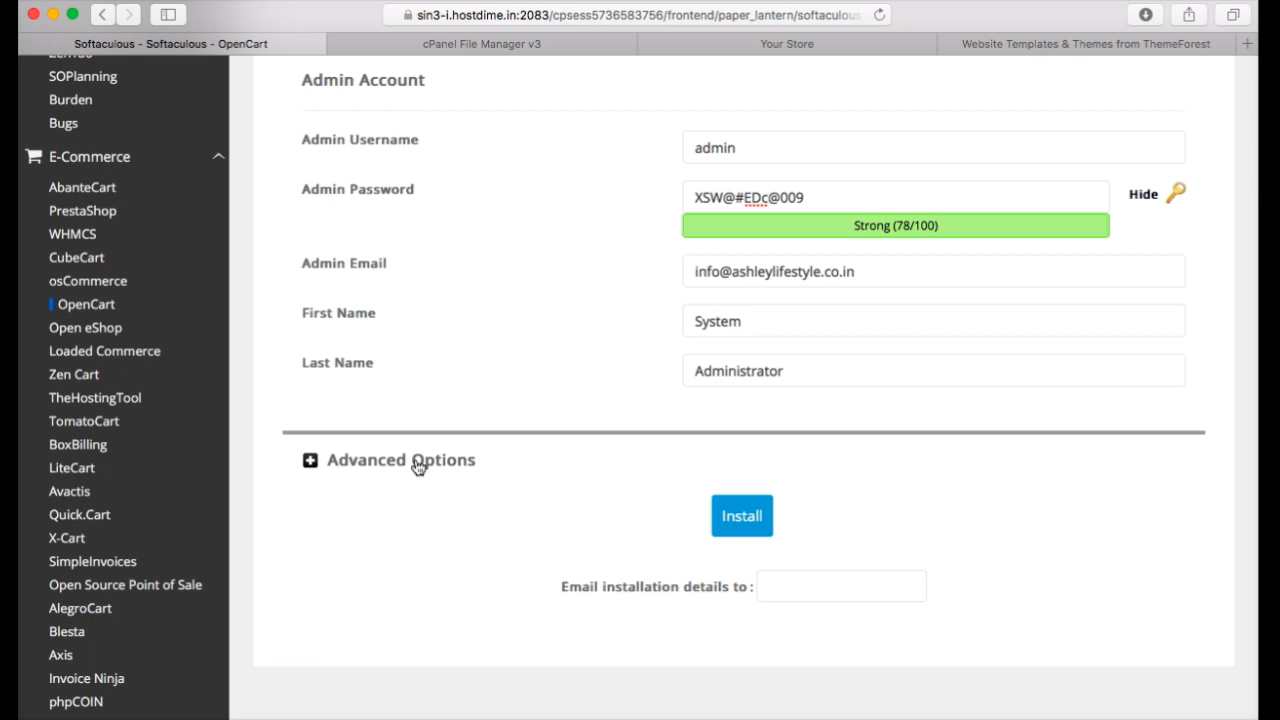 sin3-i.hostdime.in:2083/cpsess5736583756/frontend/paper_lantern/softaculous
Softaculous - Softaculous - OpenCart
cPanel File Manager v3
Your Store
Website Templates & Themes from ThemeForest
SOPlanning
Burden
Bugs
E-Commerce
AbanteCart
PrestaShop
WHMCS
CubeCart
osCommerce
OpenCart
Open eShop
Loaded Commerce
Zen Cart
TheHostingTool
TomatoCart
BoxBilling
LiteCart
Avactis
Quick.Cart
X-Cart
SimpleInvoices
Open Source Point of Sale
AlegroCart
Blesta
Axis
Invoice Ninja
phpCOIN
Admin Account
Admin Username
admin
Admin Password
XSW@#EDc@009
Hide
Strong (78/100)
Admin Email
info@ashleylifestyle.co.in
First Name
System
Last Name
Administrator
Advanced Options
Install
Email installation details to :